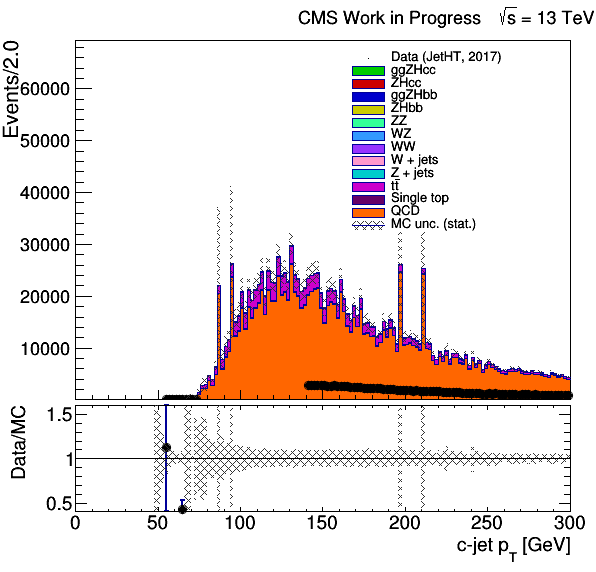 CMS Work in Progress √s = 13 TeV
Events/2.0
60000
50000
40000
30000
20000
10000
Data (JetHT, 2017)
ggZHcc
ZHcc
ggZHbb
ZHbb
ZZ
WZ
WW
W + jets
Z + jets
tt̄
Single top
QCD
MC unc. (stat.)
Data/MC
1.5
1
0.5
0 50 100 150 200 250 300
c-jet p_T [GeV]